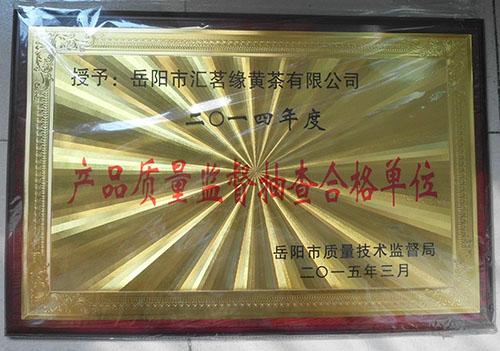 授予：岳阳市汇茗缘黄茶有限公司
二〇一四年度
产品质量监督抽查合格单位
岳阳市质量技术监督局
二〇一五年三月